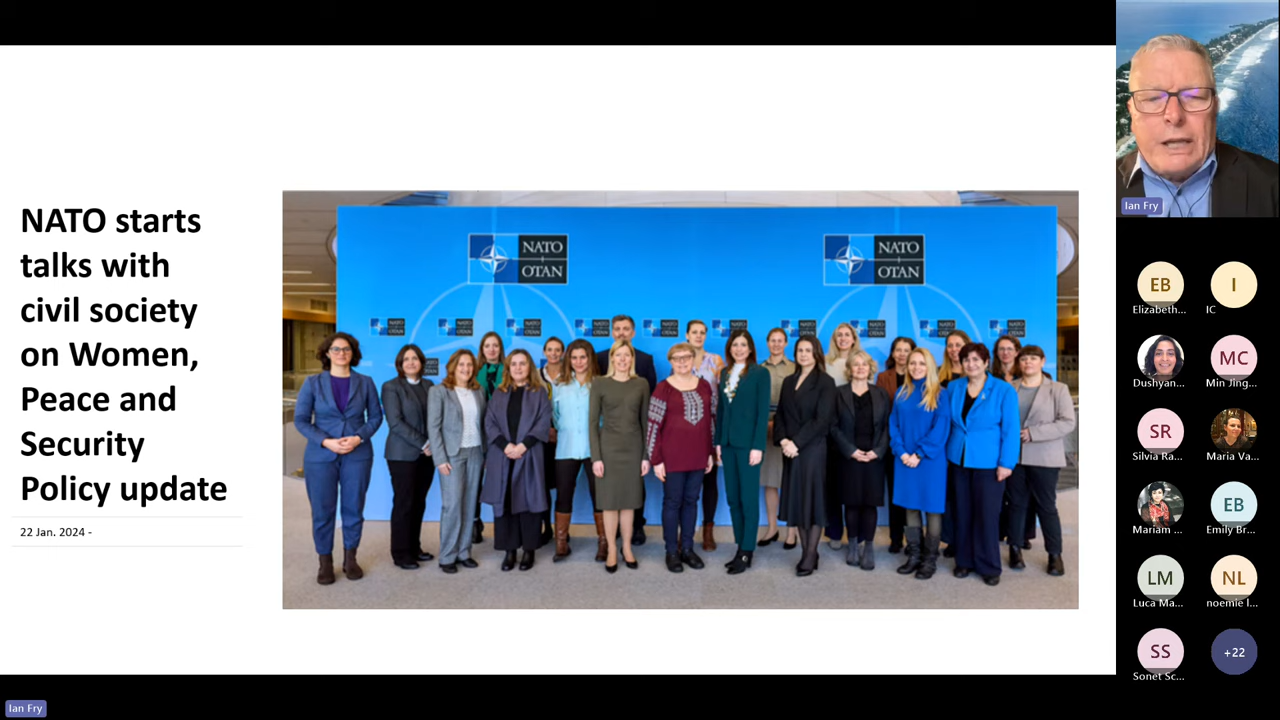 NATO starts
talks with
civil society
on Women,
Peace and
Security
Policy update
22 Jan. 2024 -
NATO
OTAN
NATO
OTAN
Ian Fry
EB
Elizabeth...
I
IC
Dushyan...
MC
Min Jing...
SR
Silvia Ra...
Maria Va...
Mariam ...
EB
Emily Br...
LM
Luca Ma...
NL
noemie l...
SS
Sonet Sc...
+22
Ian Fry